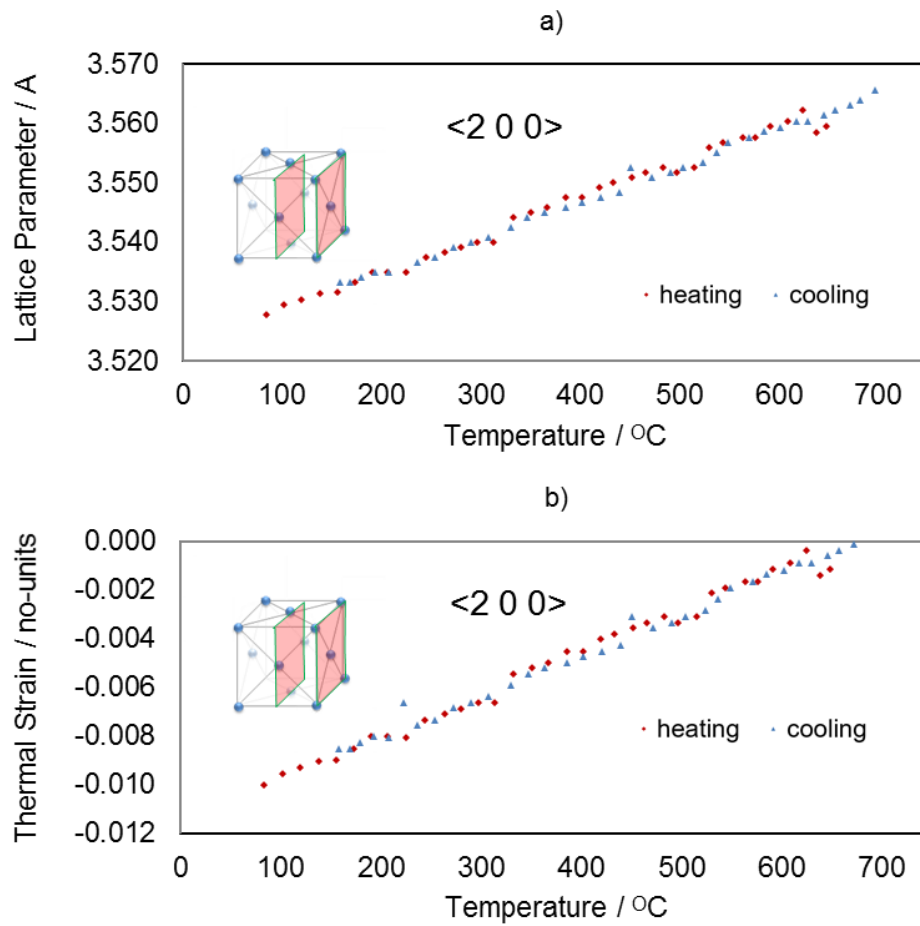 a)
Lattice Parameter / A
3.570
3.560
3.550
3.540
3.530
3.520
<2 0 0>
heating
cooling
0 100 200 300 400 500 600 700
Temperature / ᴼC
b)
Thermal Strain / no-units
0.000
-0.002
-0.004
-0.006
-0.008
-0.010
-0.012
<2 0 0>
heating
cooling
0 100 200 300 400 500 600 700
Temperature / ᴼC